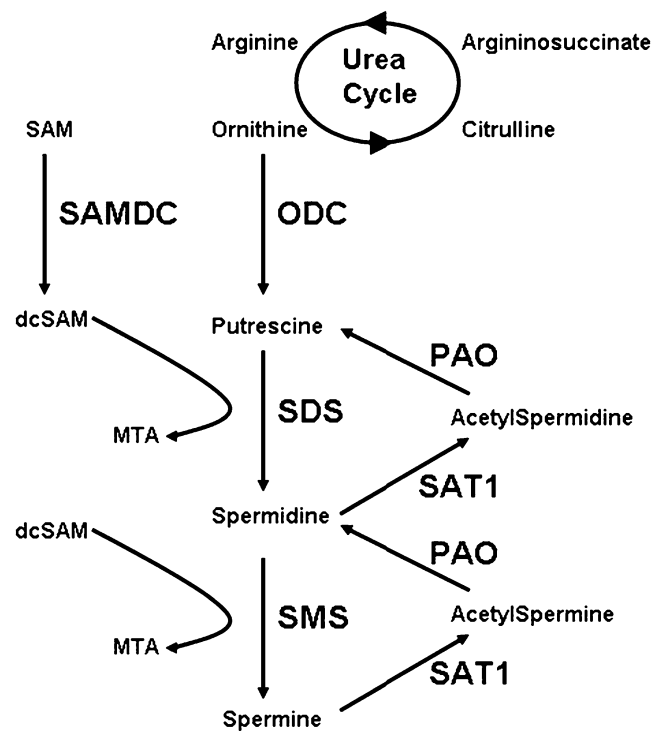 Arginine
Urea
Cycle
Argininosuccinate
SAM
Ornithine
Citrulline
SAMDC
ODC
dcSAM
Putrescine
PAO
SDS
MTA
AcetylSpermidine
SAT1
Spermidine
dcSAM
PAO
SMS
AcetylSpermine
MTA
SAT1
Spermine